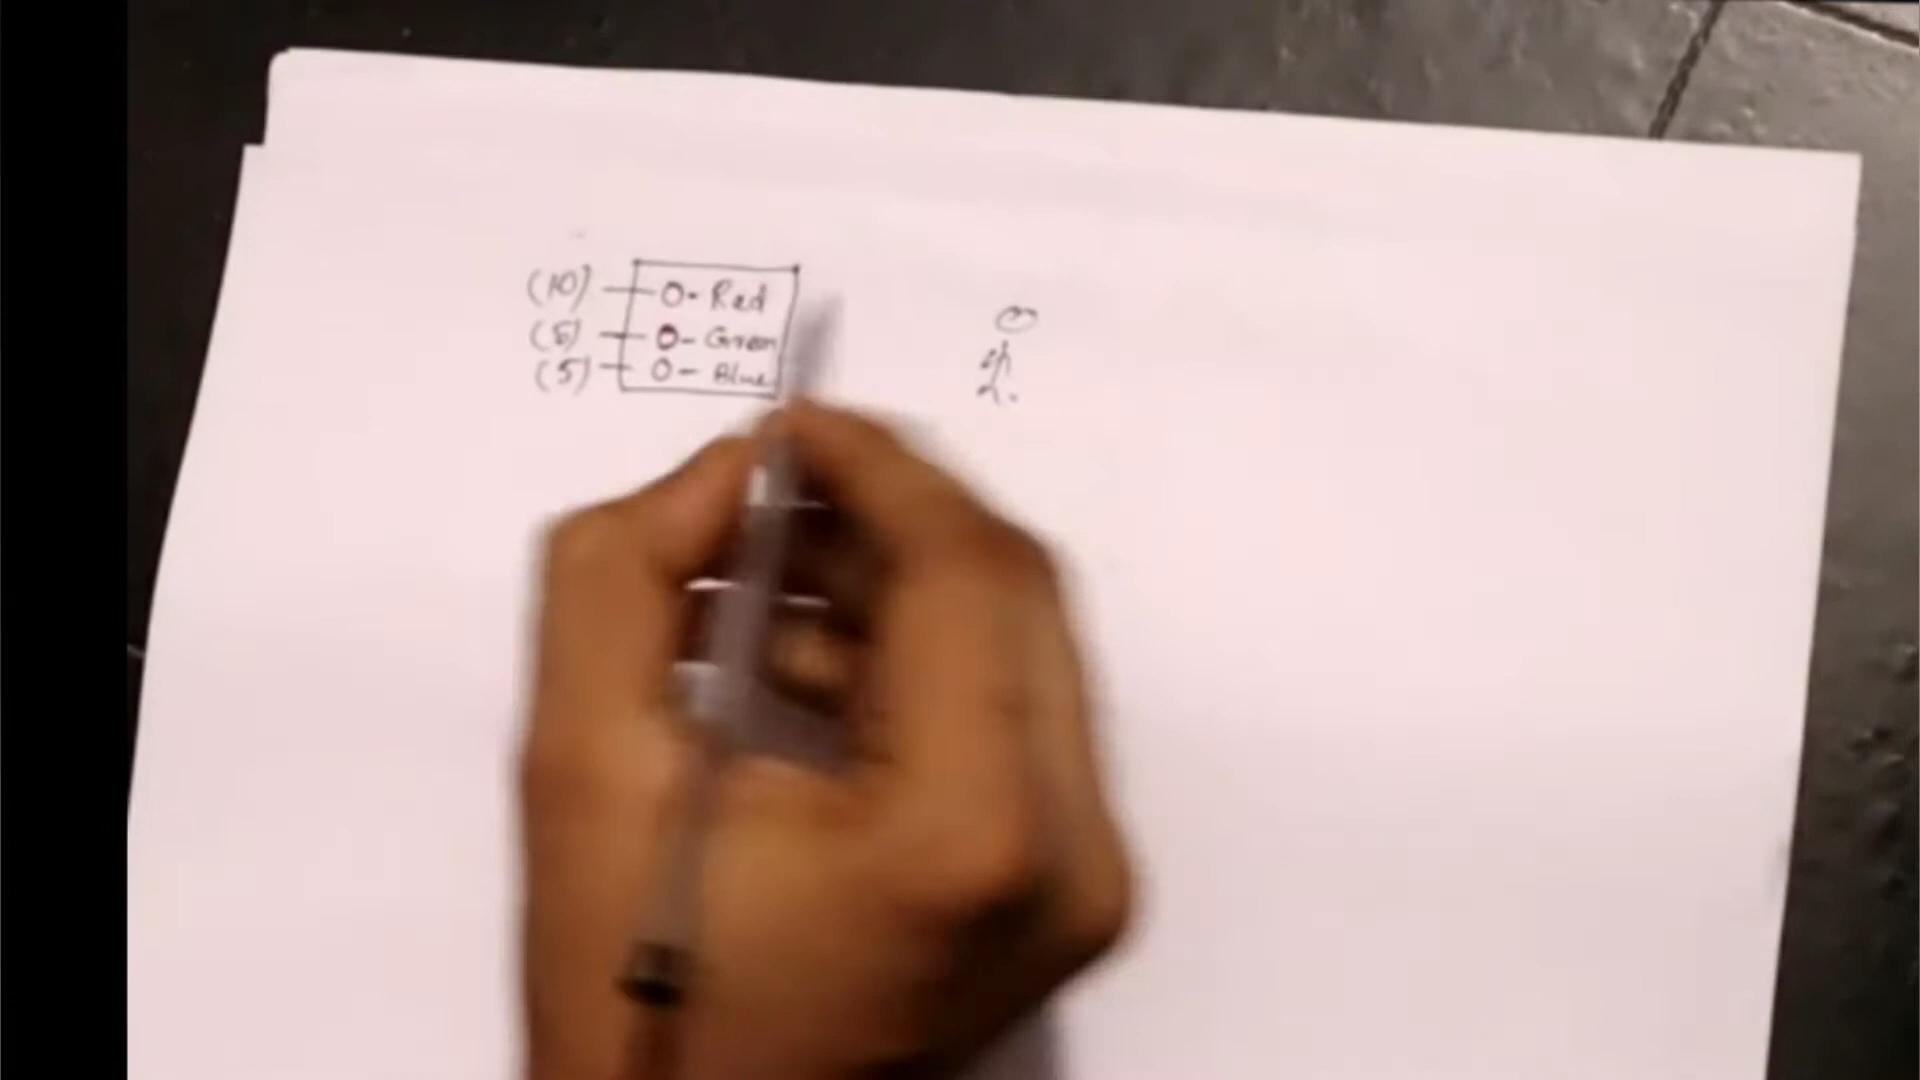 (10) O- Red
(5) O- Green
(5) O- Blue